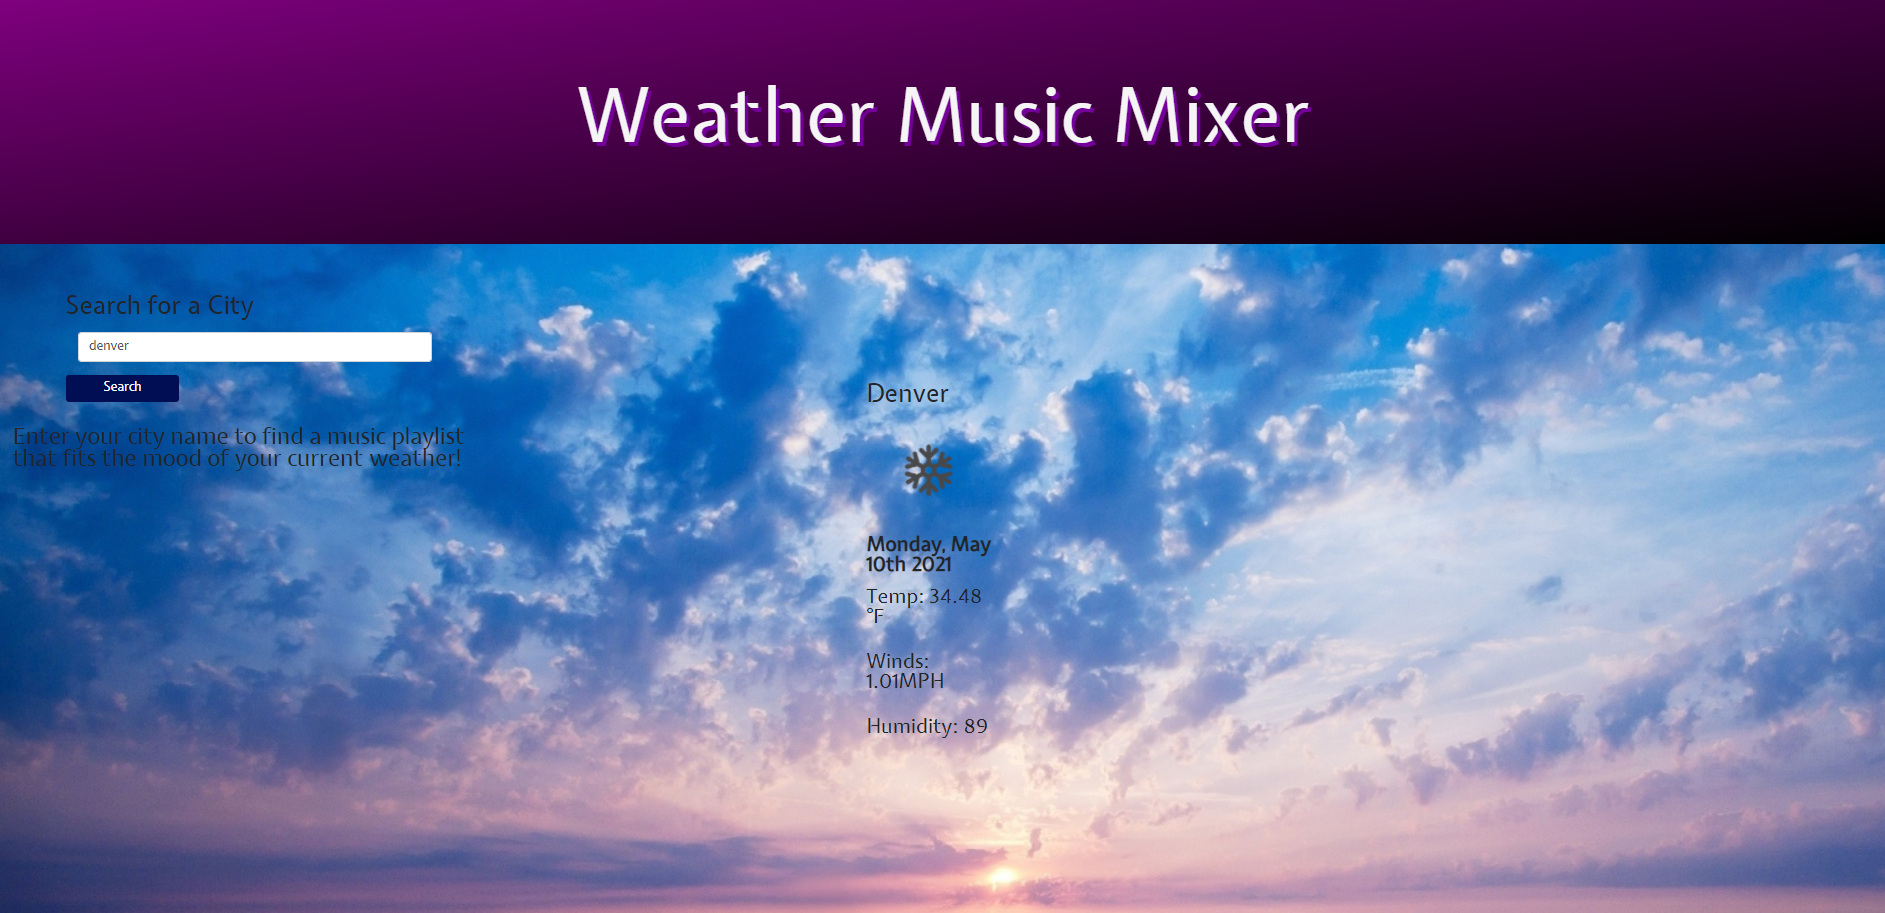 Weather Music Mixer
Search for a City
denver
Search
Enter your city name to find a music playlist
that fits the mood of your current weather!
Denver
Monday, May
10th 2021
Temp: 34.48
°F
Winds:
1.01MPH
Humidity: 89